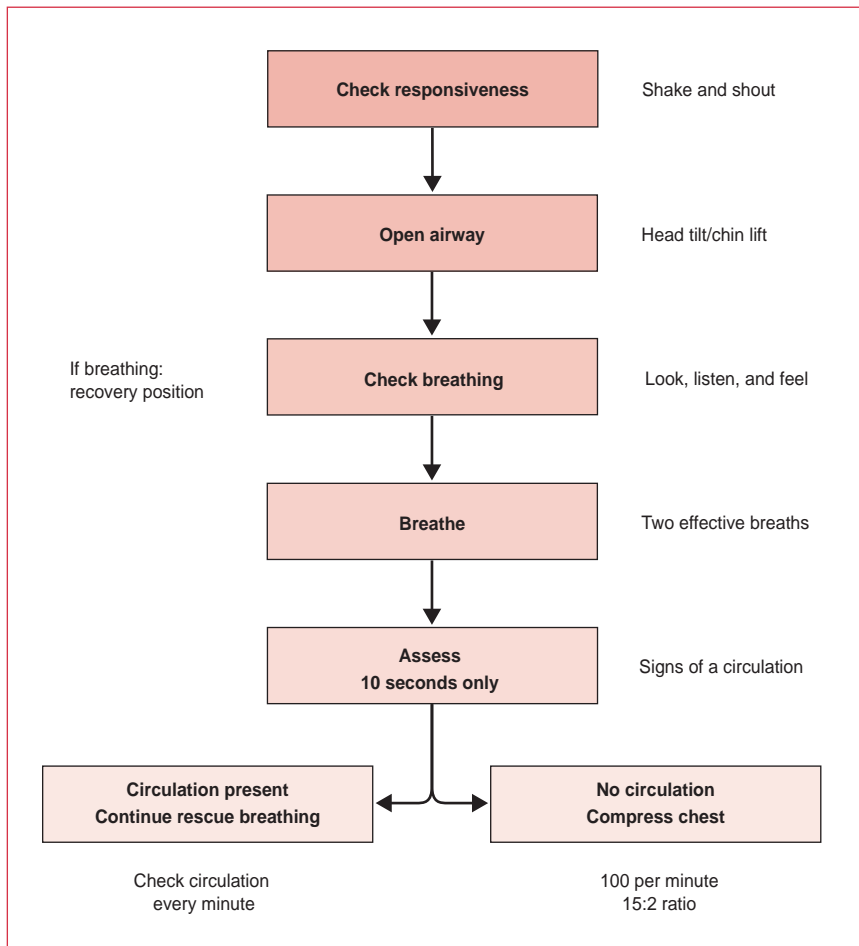 Check responsiveness
Shake and shout
Open airway
Head tilt/chin lift
If breathing:
recovery position
Check breathing
Look, listen, and feel
Breathe
Two effective breaths
Assess
10 seconds only
Signs of a circulation
Circulation present
Continue rescue breathing
No circulation
Compress chest
Check circulation
every minute
100 per minute
15:2 ratio